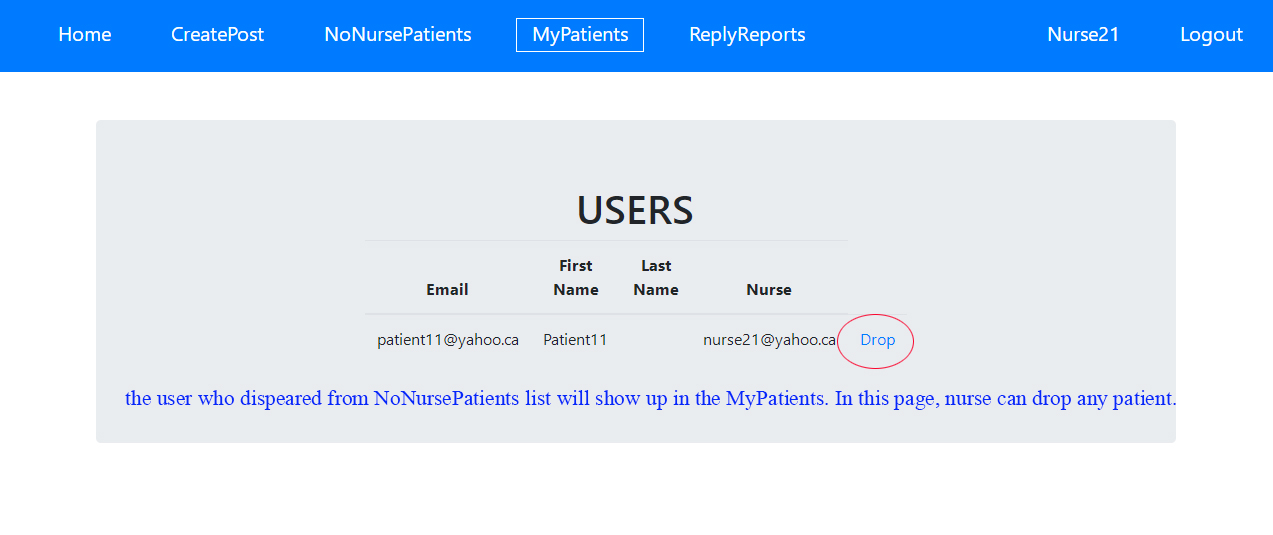 Home CreatePost NoNursePatients MyPatients ReplyReports Nurse21 Logout
USERS
Email First Name Last Name Nurse
patient11@yahoo.ca Patient11 nurse21@yahoo.ca Drop
the user who dispeared from NoNursePatients list will show up in the MyPatients. In this page, nurse can drop any patient.